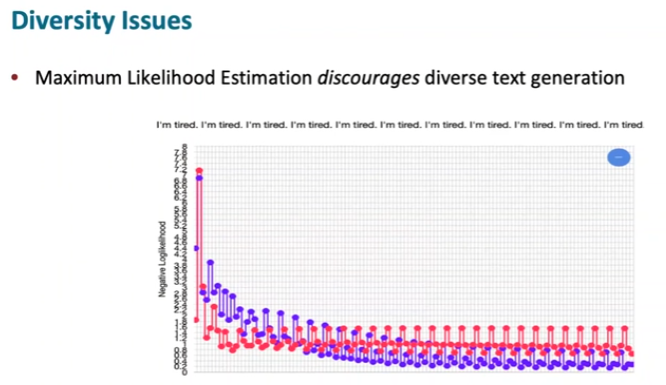 Diversity Issues
• Maximum Likelihood Estimation discourages diverse text generation
I'm tired. I'm tired. I'm tired. I'm tired. I'm tired. I'm tired. I'm tired. I'm tired. I'm tired. I'm tired. I'm tired
Negative Loglikelihood